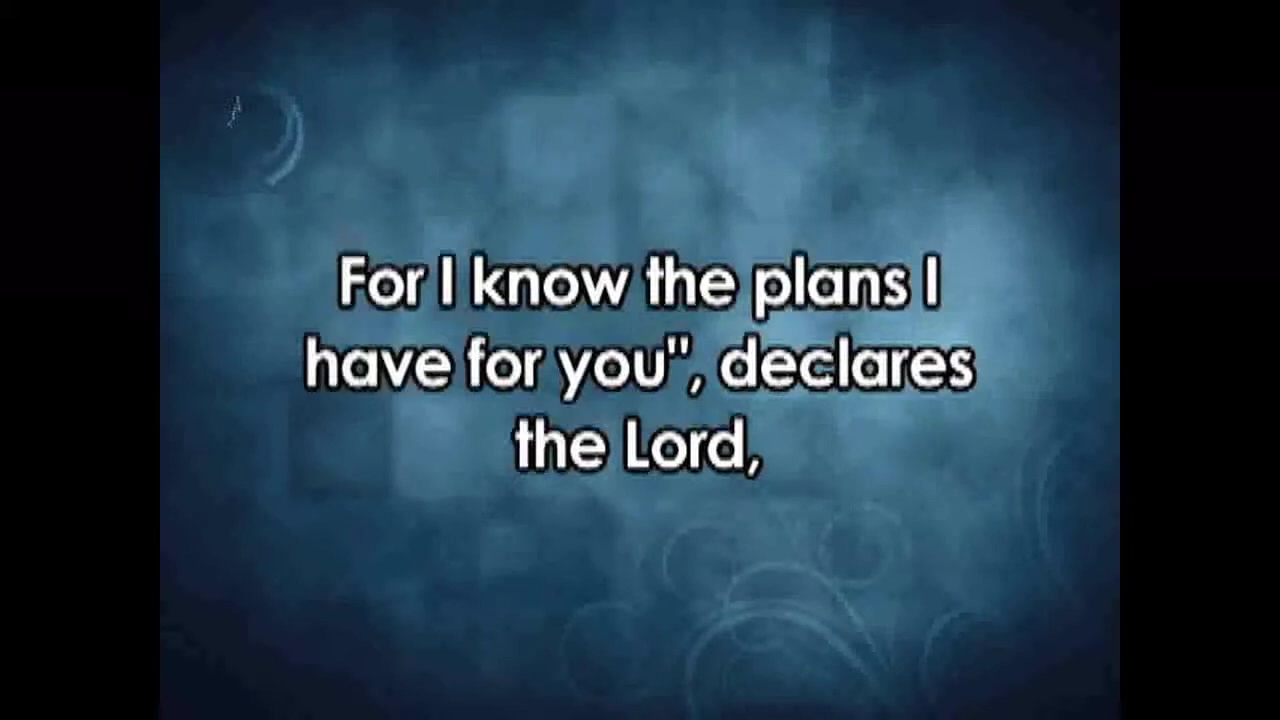 For I know the plans I
have for you", declares
the Lord,